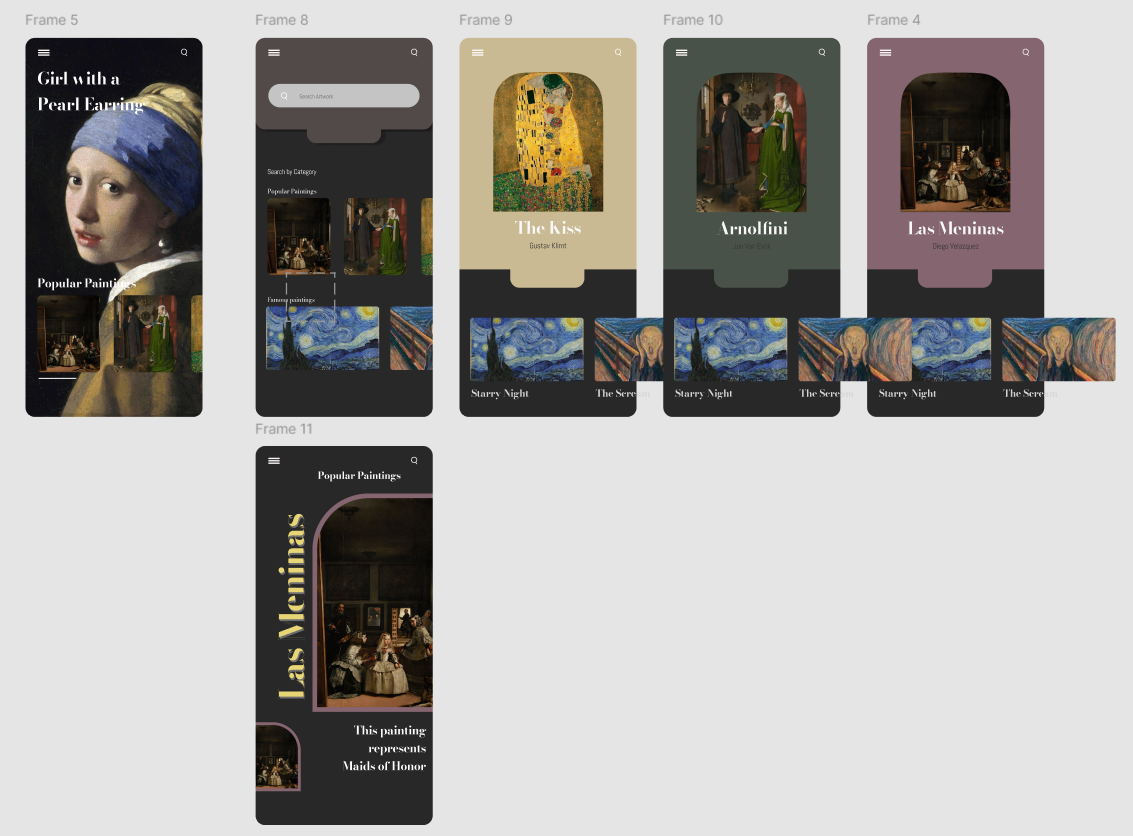 Frame 5
Girl with a
Pearl Earring
Popular Paintings
Frame 8
Search Artwork
Search by Category
Popular Paintings
Famous paintings
Frame 9
The Kiss
Gustav Klimt
Starry Night
The Scream
Frame 10
Arnolfini
Jan Van Eyck
Starry Night
The Scream
Frame 4
Las Meninas
Diego Velazquez
Starry Night
The Scream
Frame 11
Popular Paintings
Las Meninas
This painting
represents
Maids of Honor